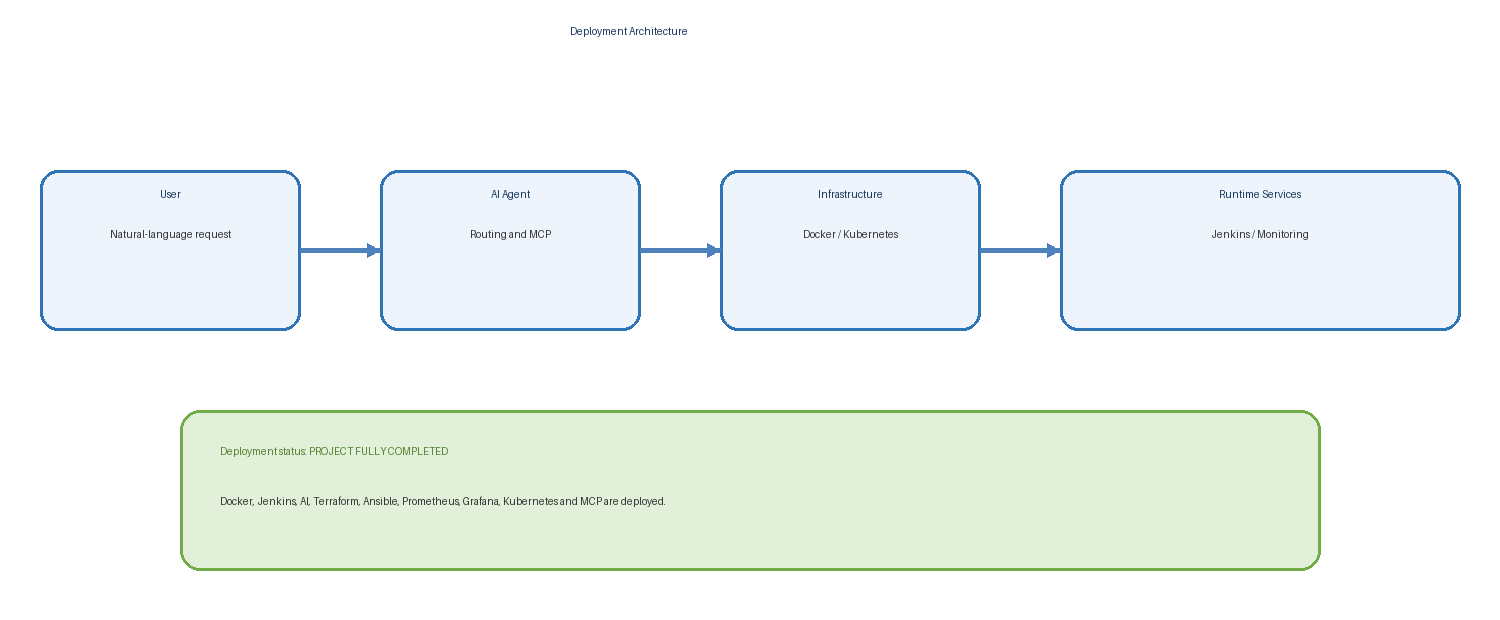 Deployment Architecture
User
Natural-language request
AI Agent
Routing and MCP
Infrastructure
Docker / Kubernetes
Runtime Services
Jenkins / Monitoring
Deployment status: PROJECT FULLY COMPLETED
Docker, Jenkins, AI, Terraform, Ansible, Prometheus, Grafana, Kubernetes and MCP are deployed.